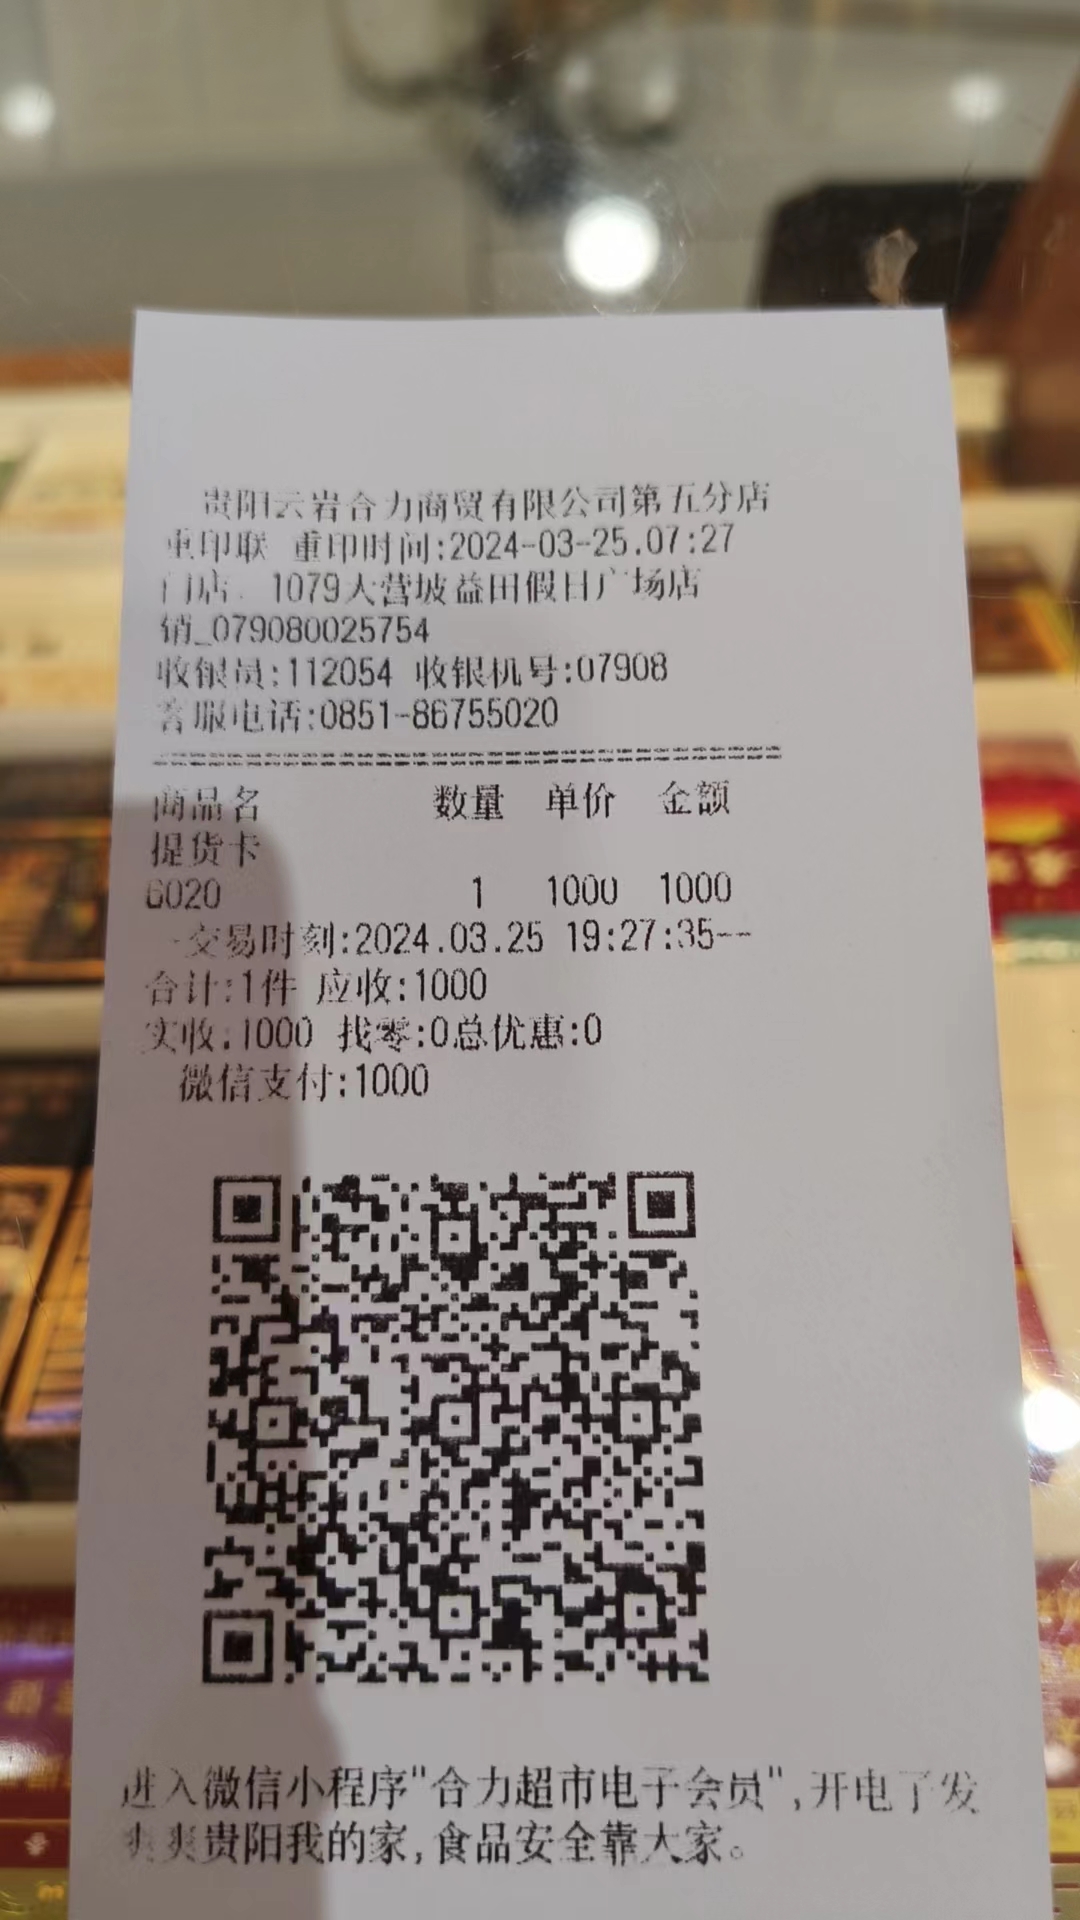 贵阳云岩合力商贸有限公司第五分店
重印联 重印时间:2024-03-25.07:27
门店: 1079大营坡益田假日广场店
销_079080025754
收银员:112054 收银机号:07908
客服电话:0851-86755020
商品名 数量 单价 金额
提货卡
6020 1 1000 1000
-交易时刻:2024.03.25 19:27:35--
合计:1件 应收:1000
实收:1000 找零:0总优惠:0
微信支付:1000
进入微信小程序"合力超市电子会员",开电子发
爽爽贵阳我的家,食品安全靠大家。